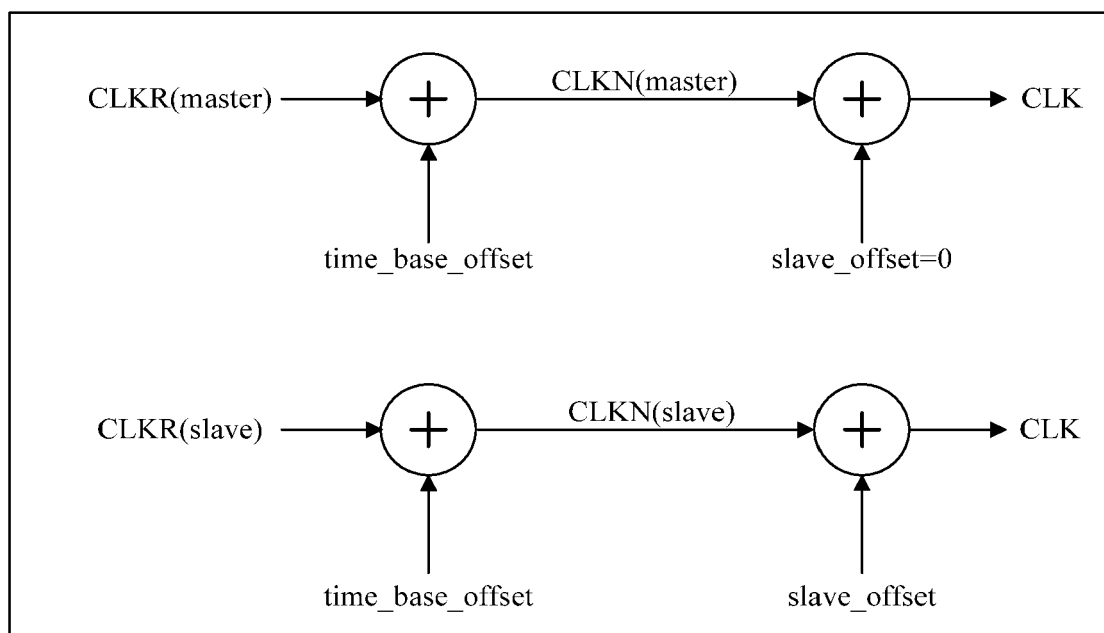 CLKR(master) CLKN(master) CLK
time_base_offset slave_offset=0
CLKR(slave) CLKN(slave) CLK
time_base_offset slave_offset